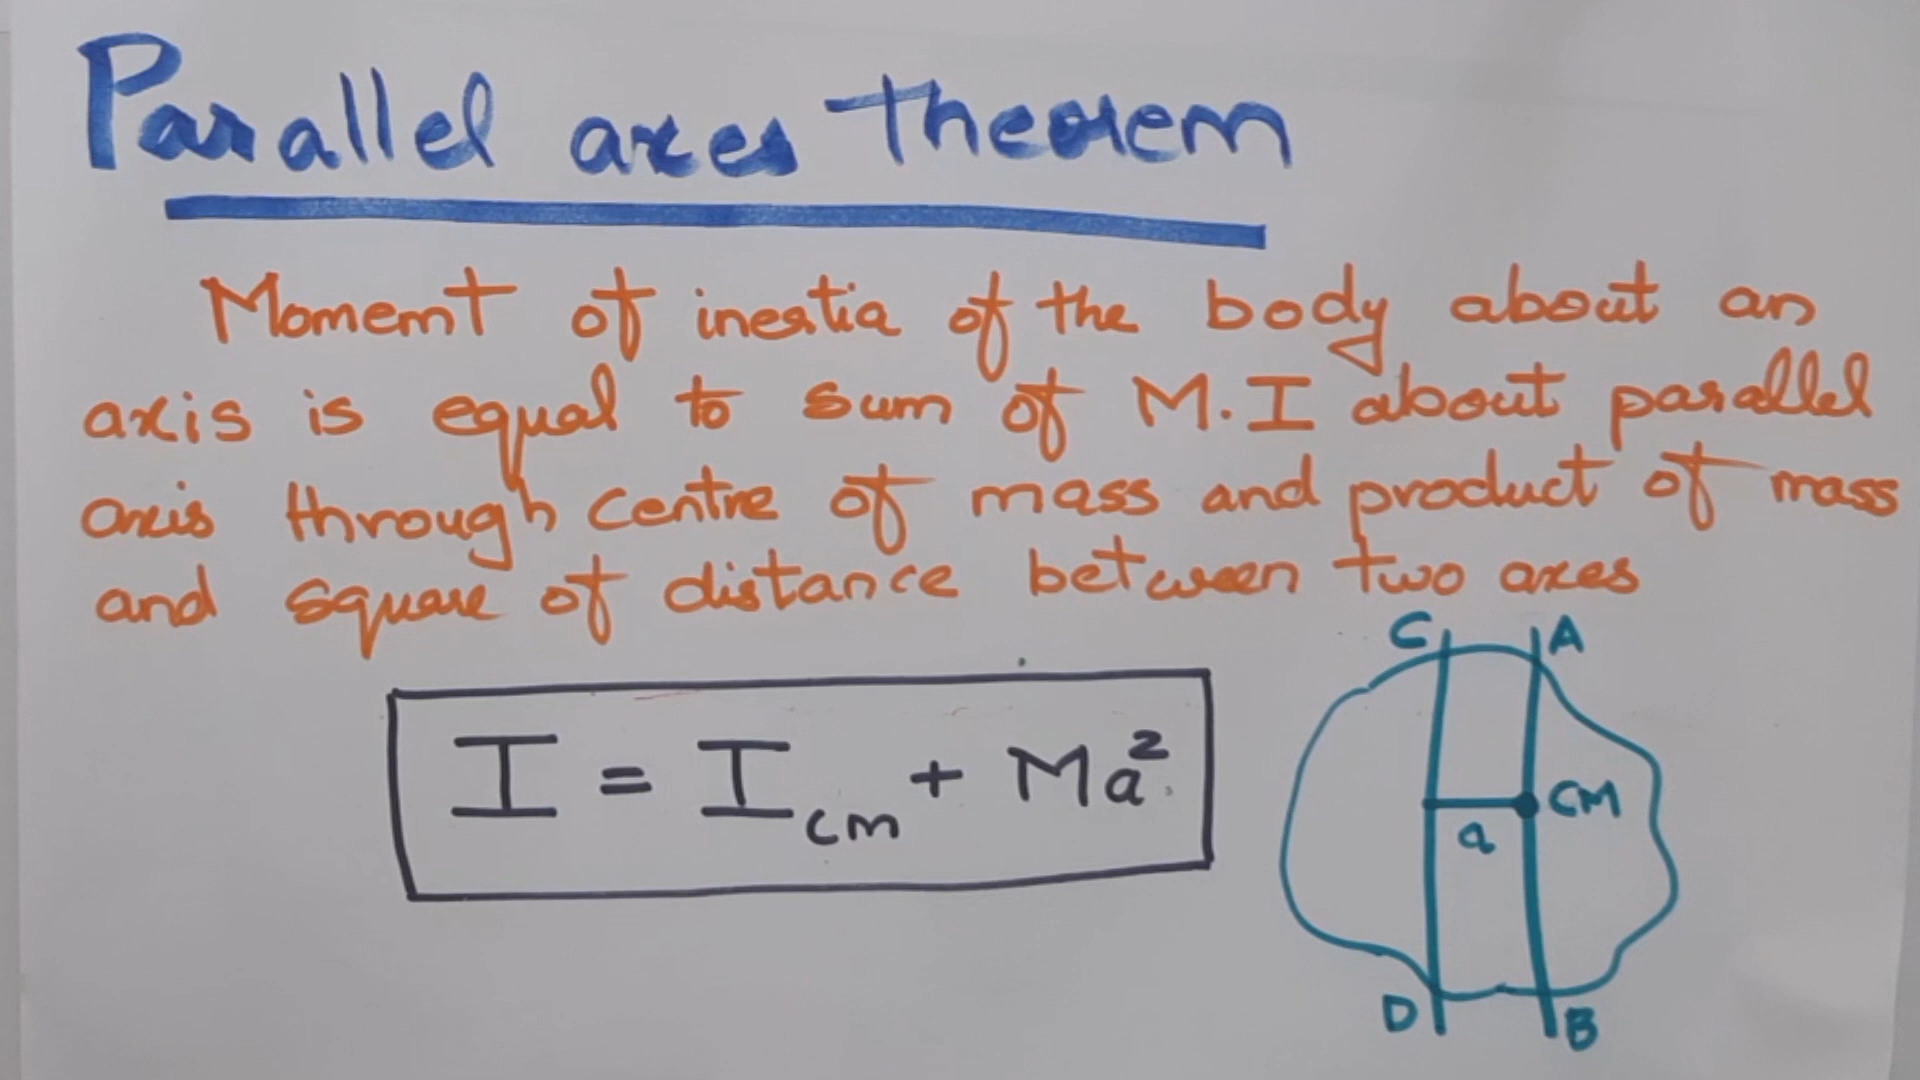 Parallel axes theorem
Moment of inertia of the body about an
axis is equal to sum of M.I about parallel
axis through centre of mass and product of mass
and square of distance between two axes
I = Icm + Ma²
C A
a CM
D B